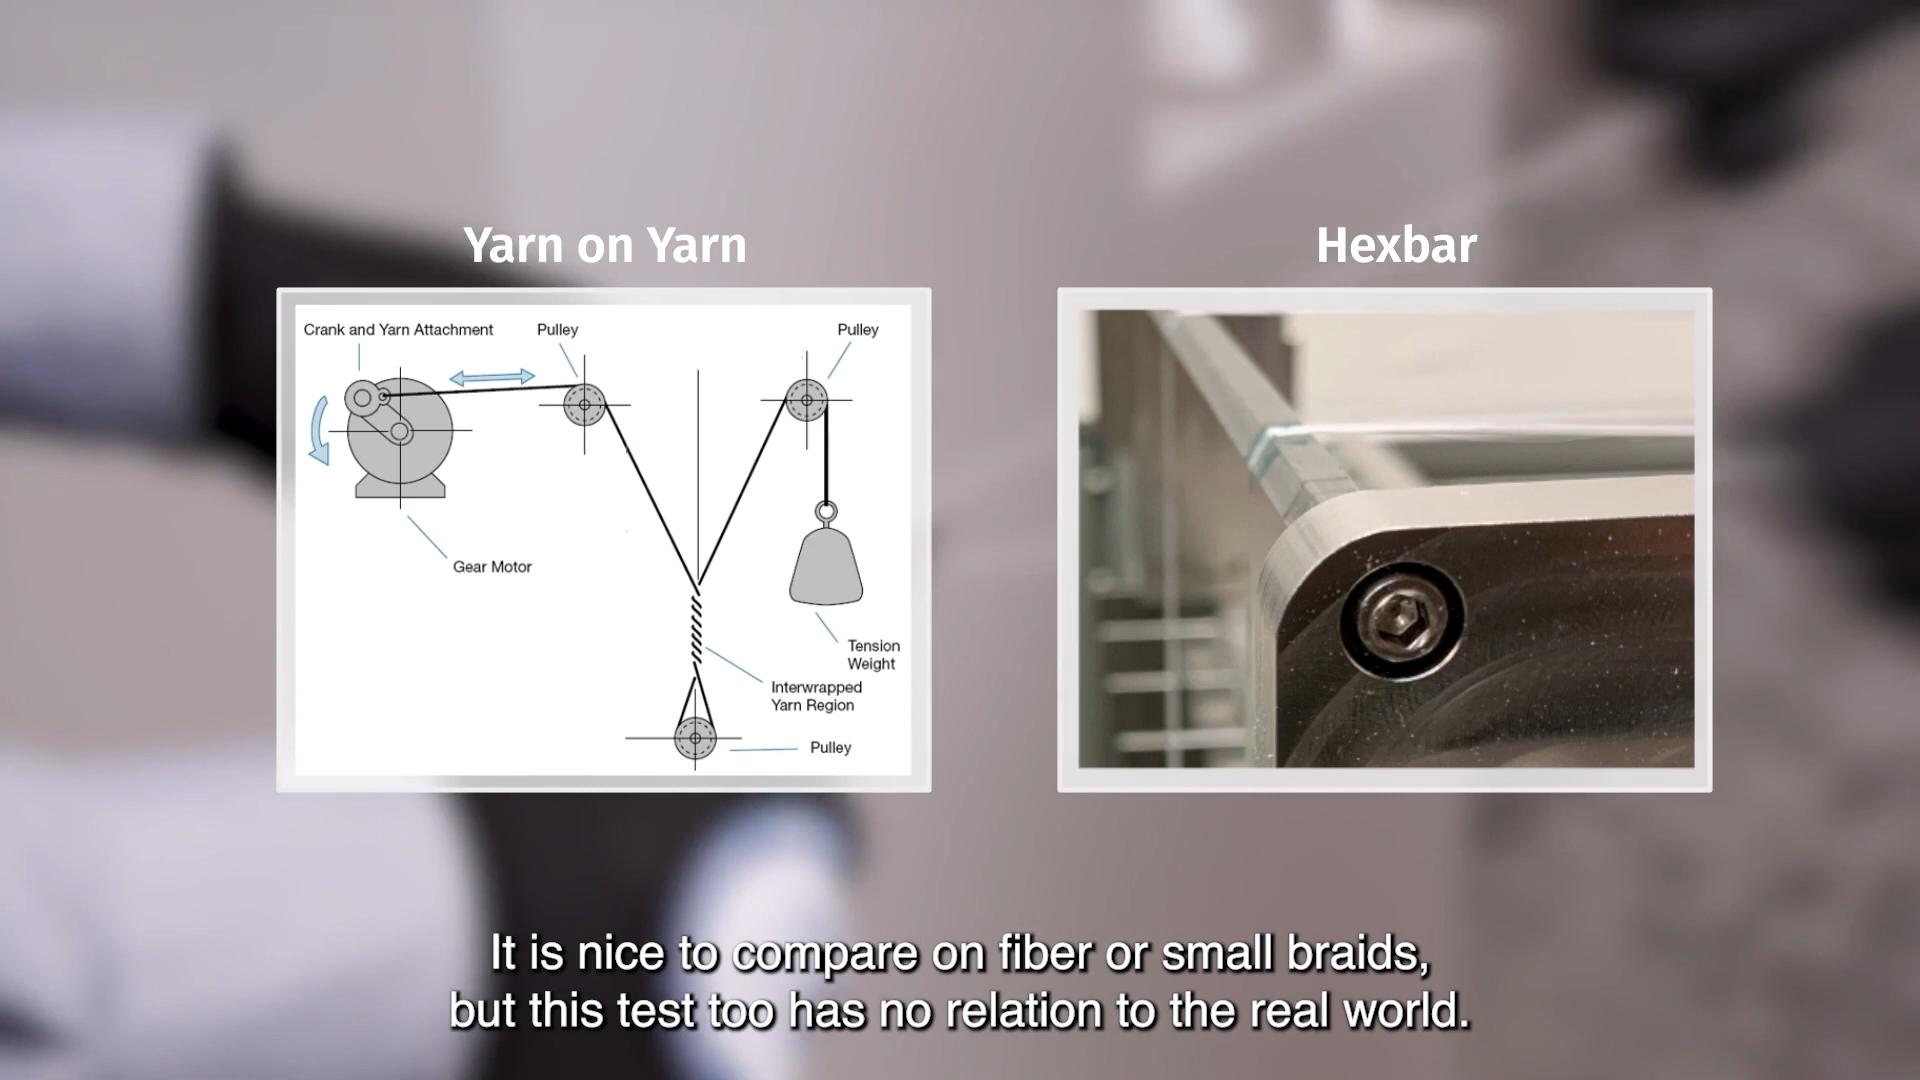 Yarn on Yarn
Hexbar
Crank and Yarn Attachment
Pulley
Pulley
Gear Motor
Tension
Weight
Interwrapped
Yarn Region
Pulley
It is nice to compare on fiber or small braids,
but this test too has no relation to the real world.